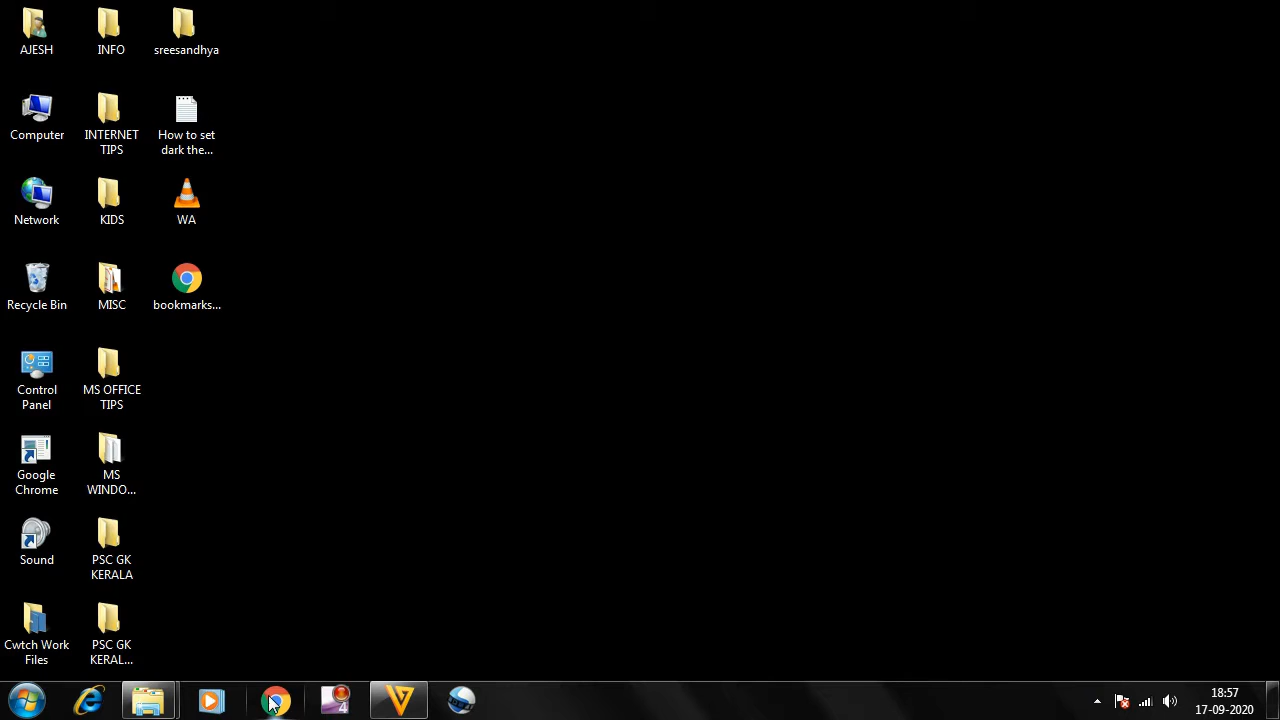 AJESH
INFO
sreesandhya
Computer
INTERNET
TIPS
How to set
dark the...
Network
KIDS
WA
Recycle Bin
MISC
bookmarks...
Control
Panel
MS OFFICE
TIPS
Google
Chrome
MS
WINDO...
Sound
PSC GK
KERALA
Cwtch Work
Files
PSC GK
KERAL...
4
18:57
17-09-2020